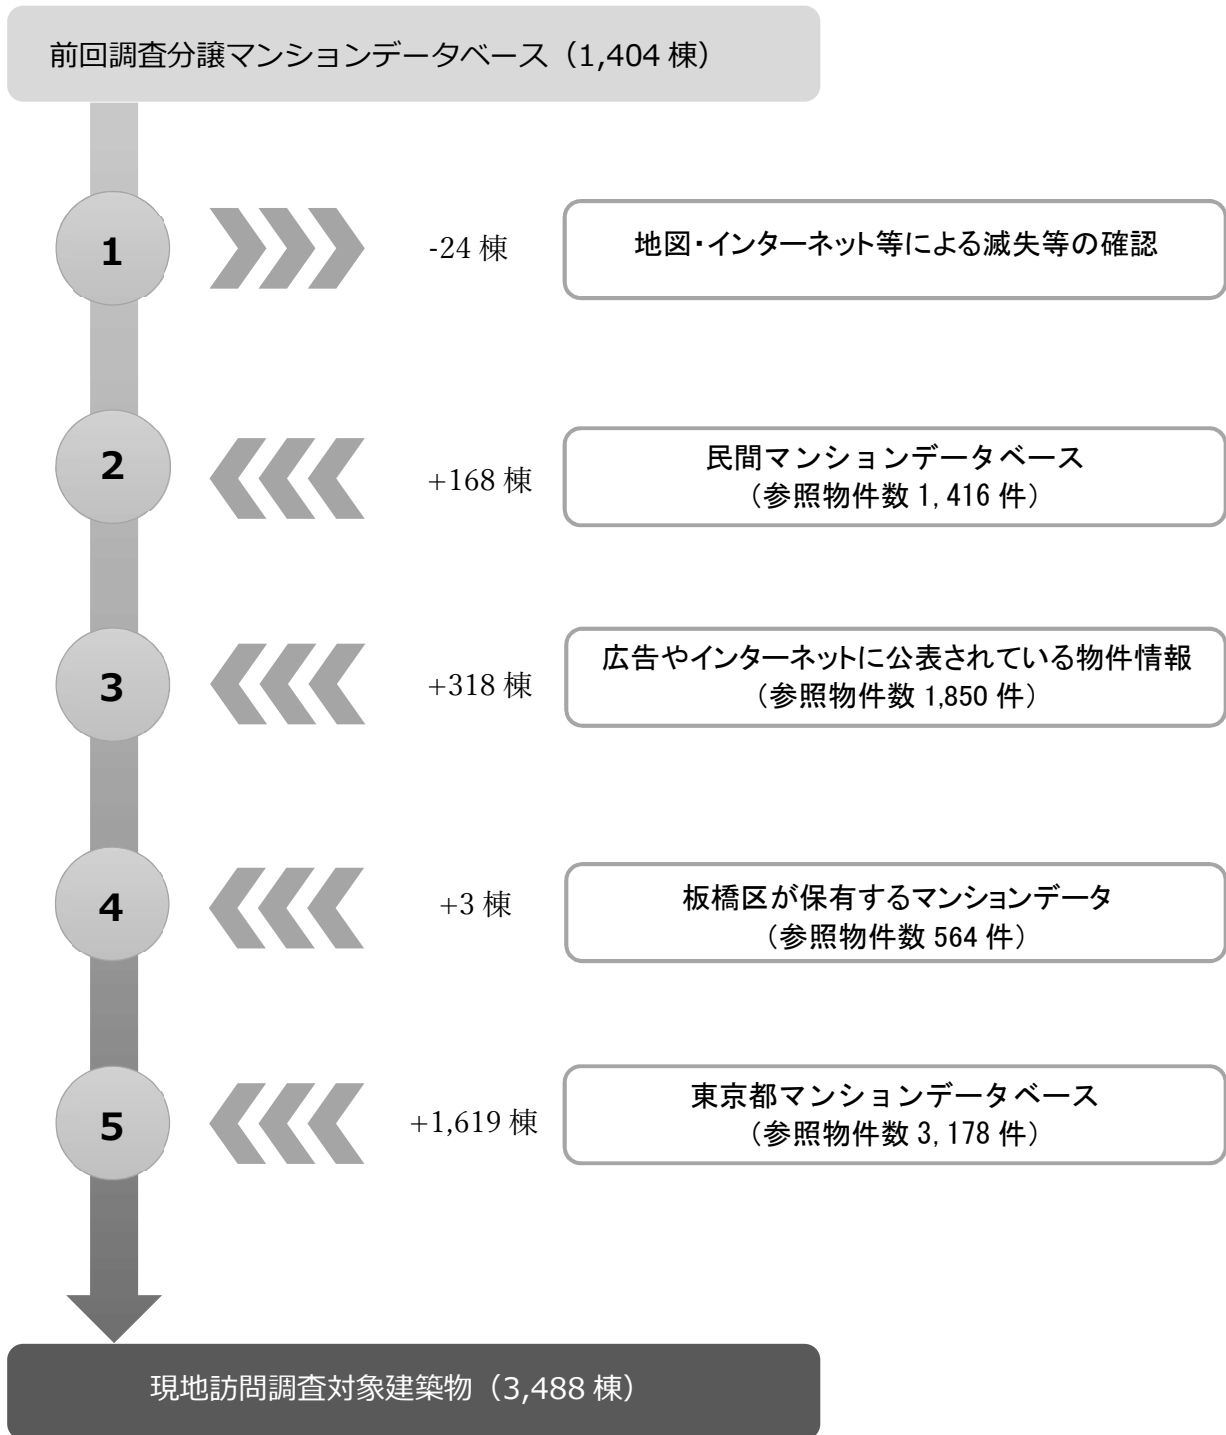 前回調査分譲マンションデータベース（1,404 棟）
1
-24 棟
地図・インターネット等による滅失等の確認
2
+168 棟
民間マンションデータベース
（参照物件数 1,416 件）
3
+318 棟
広告やインターネットに公表されている物件情報
（参照物件数 1,850 件）
4
+3 棟
板橋区が保有するマンションデータ
（参照物件数 564 件）
5
+1,619 棟
東京都マンションデータベース
（参照物件数 3,178 件）
現地訪問調査対象建築物（3,488 棟）